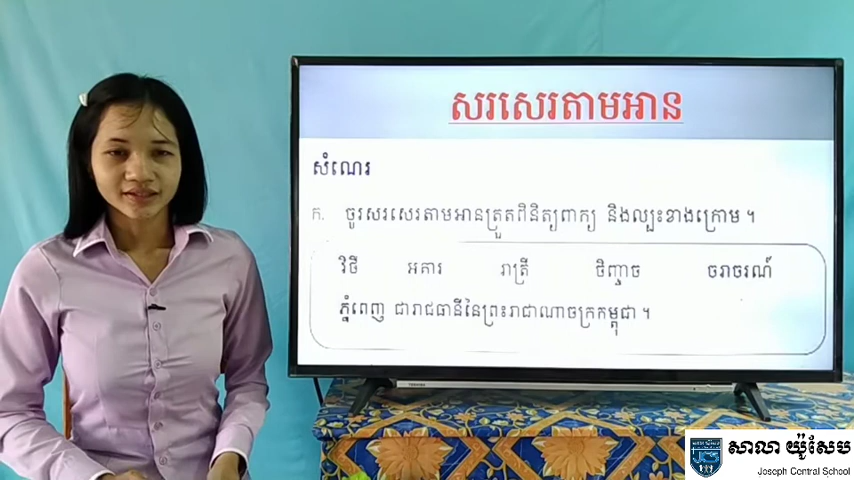 សរសេរតាមអាន
សំណេរ
ក. ចូរសរសេរតាមអានត្រួតពិនិត្យពាក្យ និងល្បះខាងក្រោម ។
វិថី អគារ រាត្រី ថិញ្ចាច ចរាចរណ៍
ភ្នំពេញ ជារាជធានីនៃព្រះរាជាណាចក្រកម្ពុជា ។
TOSHIBA
សាលា យ៉ូសែប
Joseph Central School